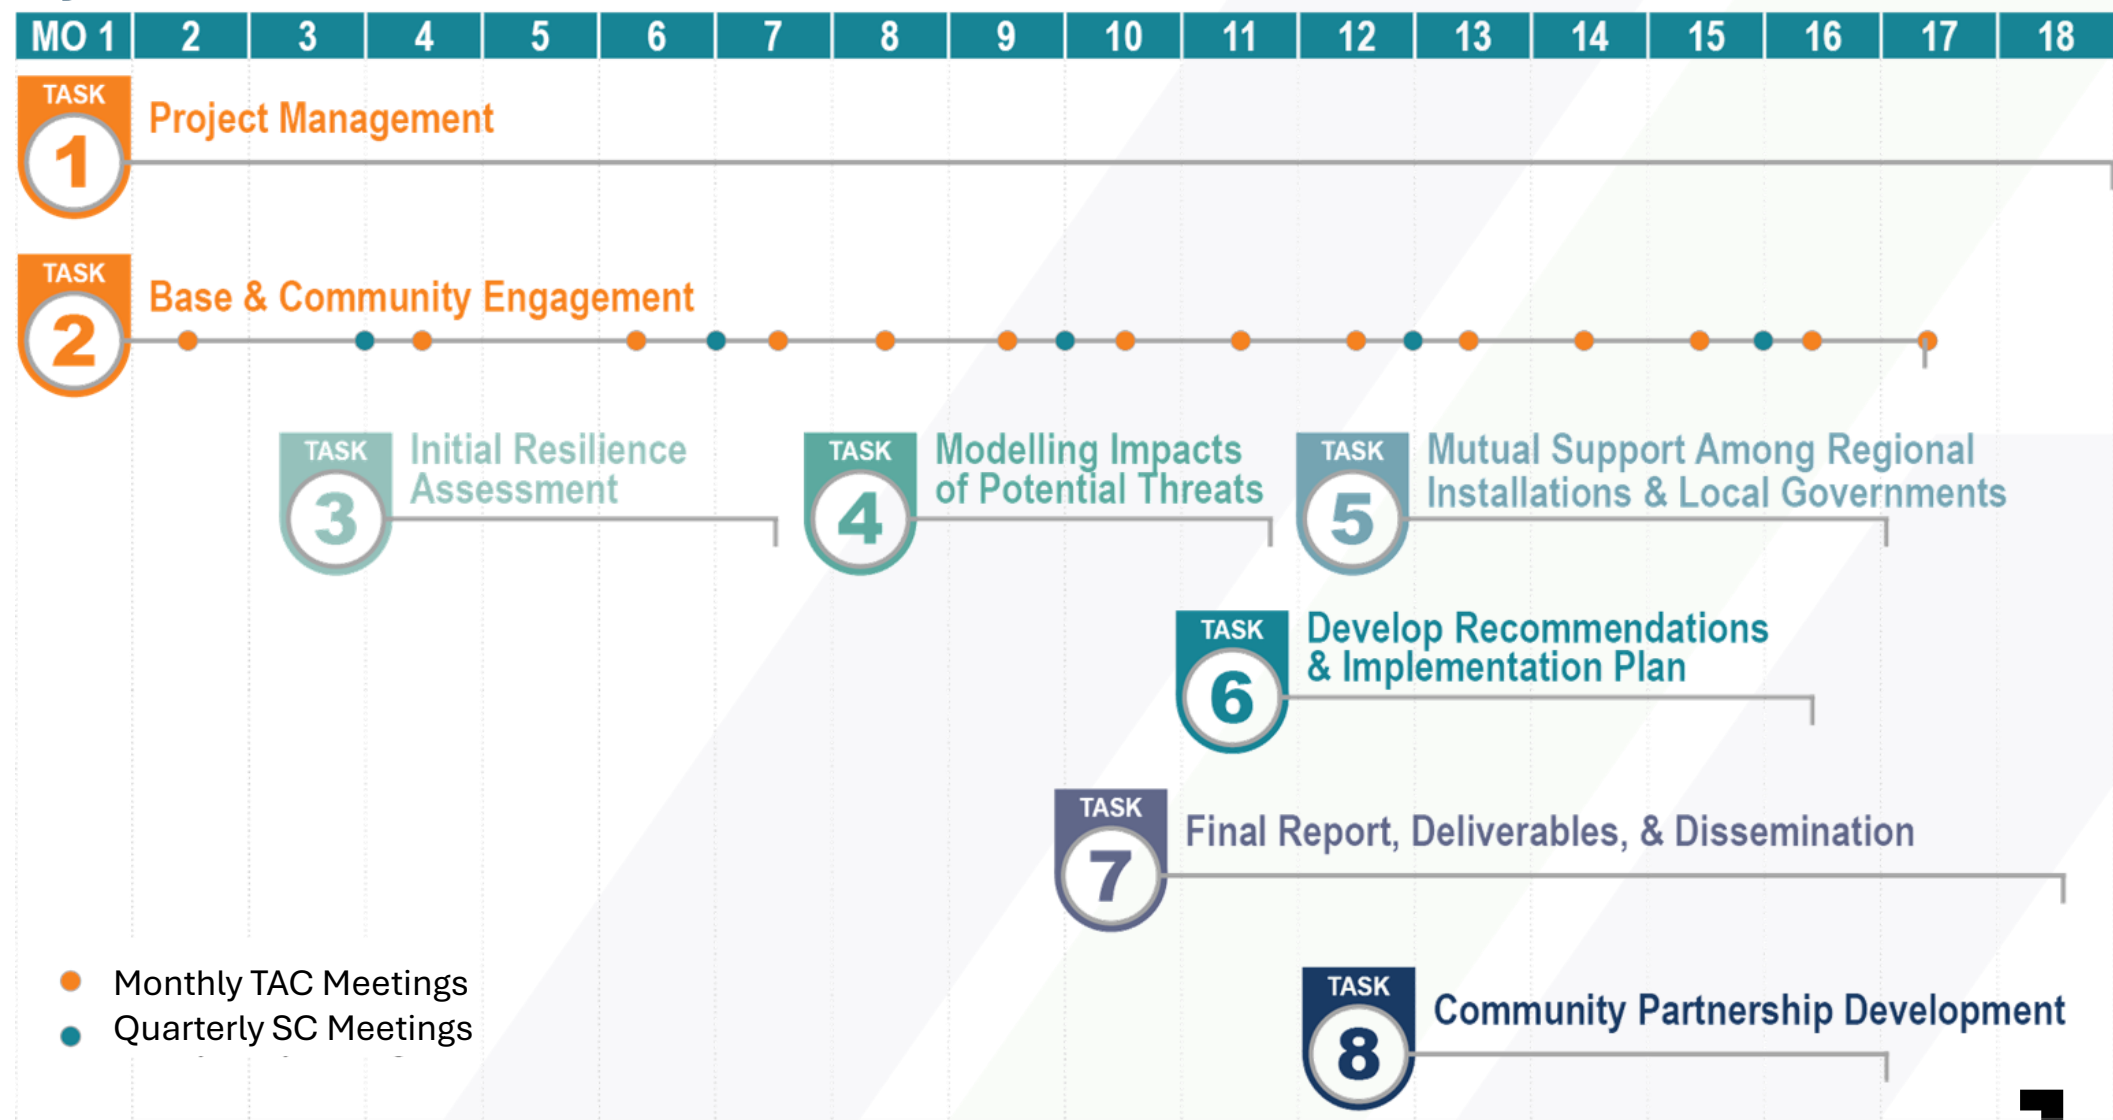 MO 1 2 3 4 5 6 7 8 9 10 11 12 13 14 15 16 17 18
TASK
1
Project Management
TASK
2
Base & Community Engagement
TASK
3
Initial Resilience
Assessment
TASK
4
Modelling Impacts
of Potential Threats
TASK
5
Mutual Support Among Regional
Installations & Local Governments
TASK
6
Develop Recommendations
& Implementation Plan
TASK
7
Final Report, Deliverables, & Dissemination
TASK
8
Community Partnership Development
Monthly TAC Meetings
Quarterly SC Meetings